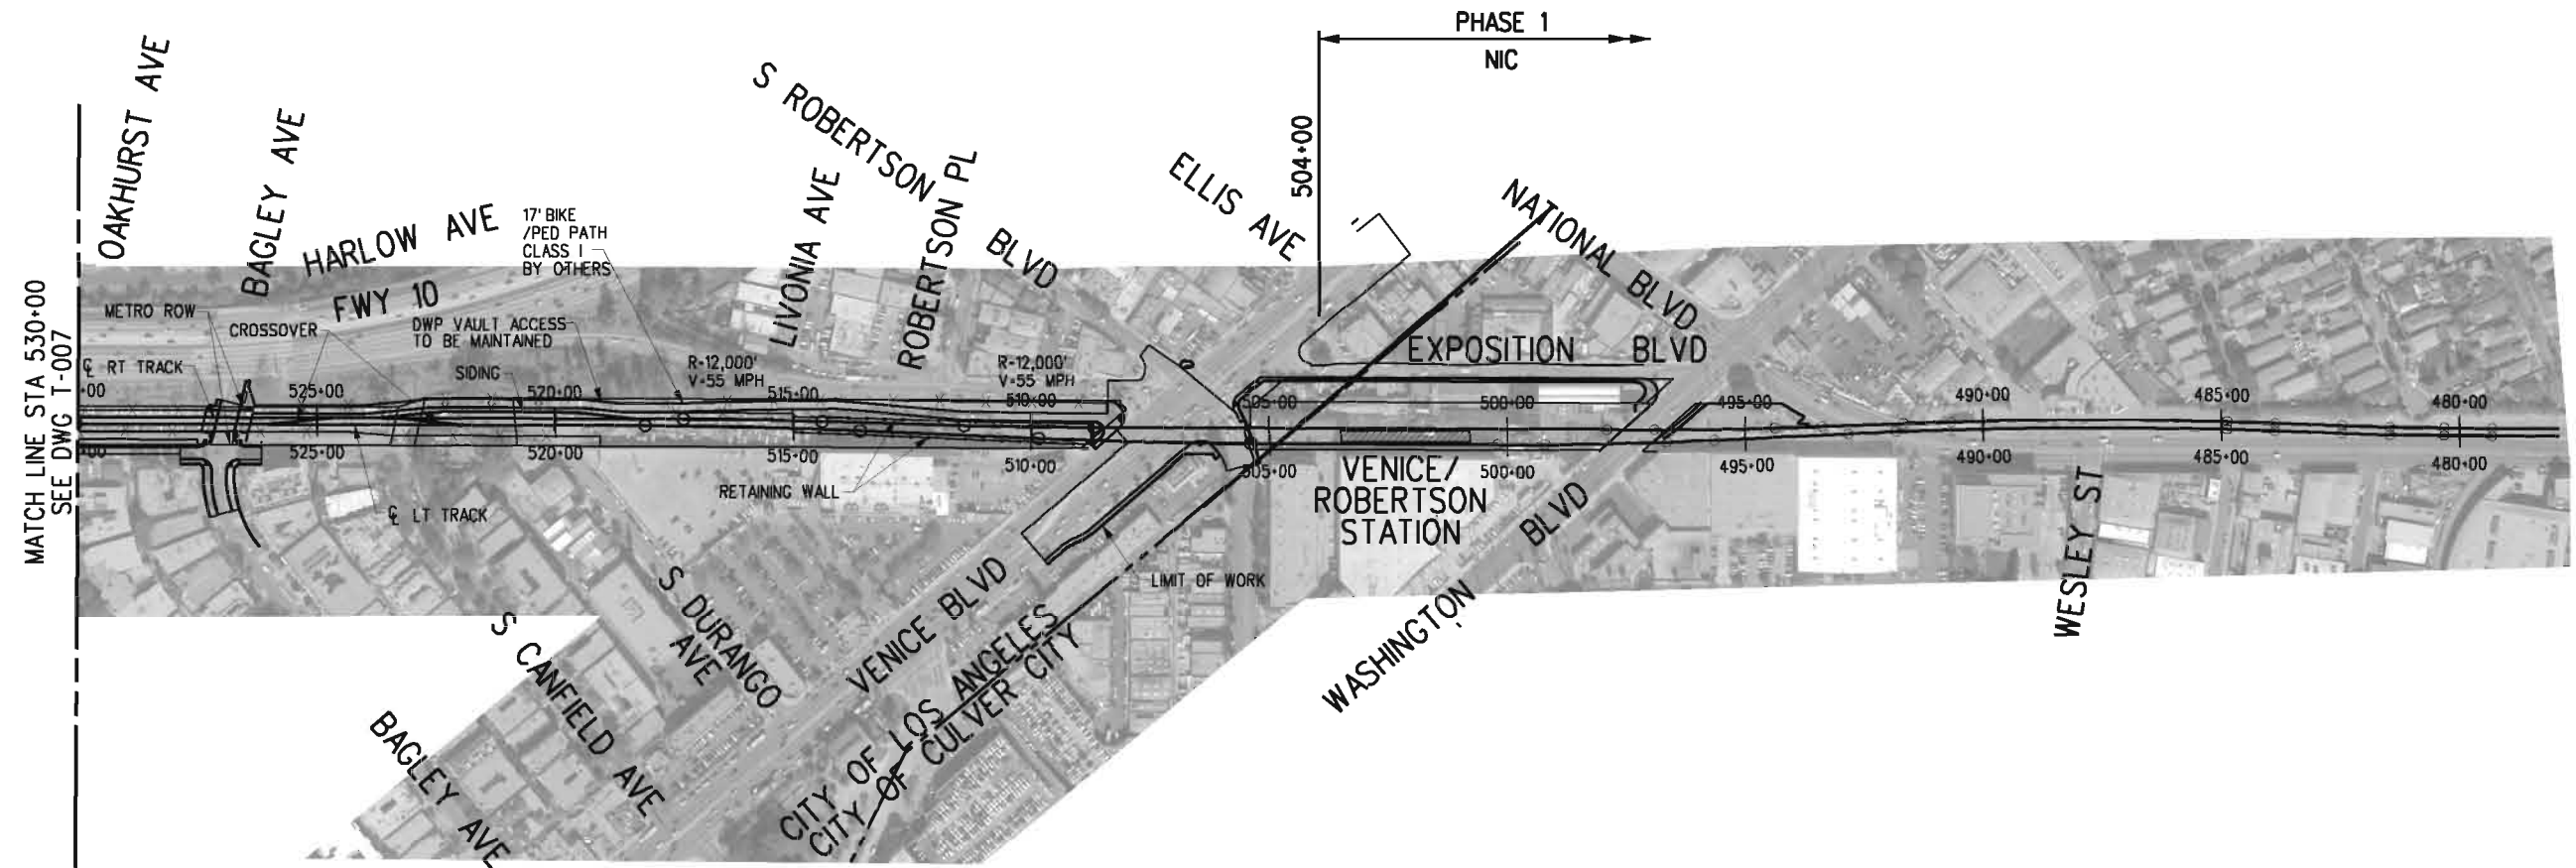 PHASE 1
NIC
504+00
OAKHURST AVE
BAGLEY AVE
HARLOW AVE
FWY 10
17' BIKE
/PED PATH
CLASS I
BY OTHERS
LIVONIA AVE
S ROBERTSON BLVD
ROBERTSON PL
ELLIS AVE
NATIONAL BLVD
EXPOSITION BLVD
MATCH LINE STA 530+00
SEE DWG T-007
METRO ROW
CROSSOVER
DWP VAULT ACCESS
TO BE MAINTAINED
℄ RT TRACK
SIDING
R=12,000'
V=55 MPH
R=12,000'
V=55 MPH
+00 525+00 520+00 515+00 510+00 505+00 500+00 495+00 490+00 485+00 480+00
+00 525+00 520+00 515+00 510+00 505+00 500+00 495+00 490+00 485+00 480+00
RETAINING WALL
℄ LT TRACK
VENICE/
ROBERTSON
STATION
LIMIT OF WORK
WASHINGTON BLVD
WESLEY ST
VENICE BLVD
S DURANGO
AVE
S CANFIELD AVE
BAGLEY AVE
CITY OF LOS ANGELES
CITY OF CULVER CITY